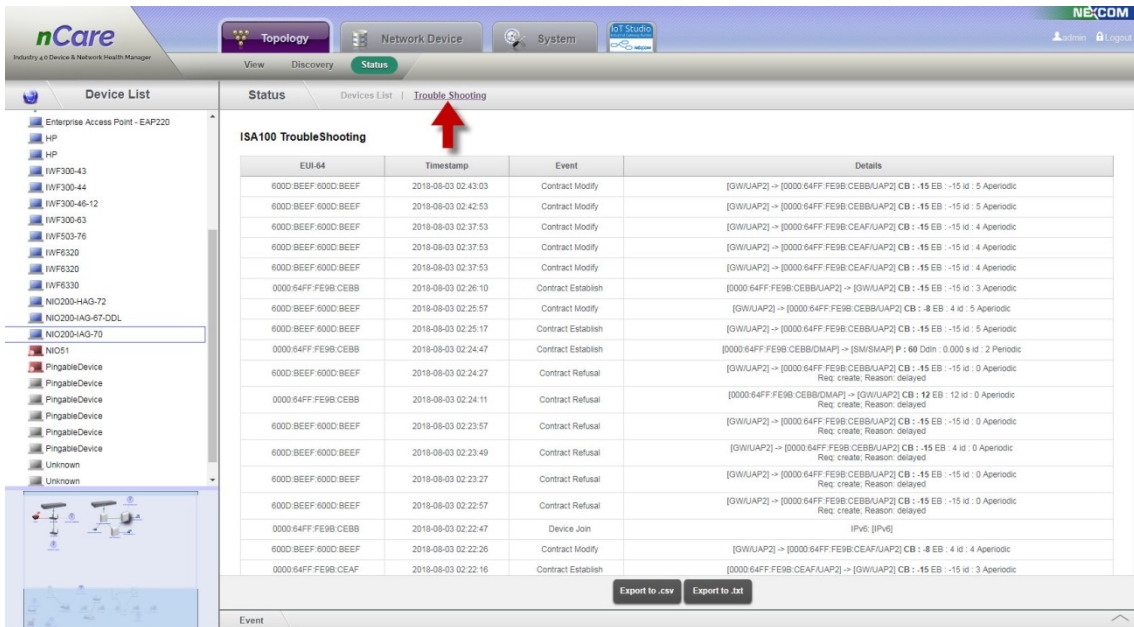 NEXCOM
nCare
Industry 4.0 Device & Network Health Manager
Topology
Network Device
System
IoT Studio
admin Logout
View Discovery Status
Device List
Enterprise Access Point - EAP220
HP
HP
IWF300-43
IWF300-44
IWF300-46-12
IWF300-63
IWF503-76
IWF6320
IWF6320
IWF6330
NIO200-HAG-72
NIO200-IAG-67-DDL
NIO200-IAG-70
NIO51
PingableDevice
PingableDevice
PingableDevice
PingableDevice
PingableDevice
PingableDevice
Unknown
Unknown
Status Devices List | Trouble Shooting
ISA100 TroubleShooting
EUI-64 Timestamp Event Details
600D:BEEF:600D:BEEF 2018-08-03 02:43:03 Contract Modify [GW/UAP2] -> [0000:64FF:FE9B:CEBB/UAP2] CB : -15 EB : -15 id : 5 Aperiodic
600D:BEEF:600D:BEEF 2018-08-03 02:42:53 Contract Modify [GW/UAP2] -> [0000:64FF:FE9B:CEBB/UAP2] CB : -15 EB : -15 id : 5 Aperiodic
600D:BEEF:600D:BEEF 2018-08-03 02:37:53 Contract Modify [GW/UAP2] -> [0000:64FF:FE9B:CEAF/UAP2] CB : -15 EB : -15 id : 4 Aperiodic
600D:BEEF:600D:BEEF 2018-08-03 02:37:53 Contract Modify [GW/UAP2] -> [0000:64FF:FE9B:CEAF/UAP2] CB : -15 EB : -15 id : 4 Aperiodic
600D:BEEF:600D:BEEF 2018-08-03 02:37:53 Contract Modify [GW/UAP2] -> [0000:64FF:FE9B:CEAF/UAP2] CB : -15 EB : -15 id : 4 Aperiodic
0000:64FF:FE9B:CEBB 2018-08-03 02:26:10 Contract Establish [0000:64FF:FE9B:CEBB/UAP2] -> [GW/UAP2] CB : -15 EB : -15 id : 3 Aperiodic
600D:BEEF:600D:BEEF 2018-08-03 02:25:57 Contract Modify [GW/UAP2] -> [0000:64FF:FE9B:CEBB/UAP2] CB : -8 EB : 4 id : 5 Aperiodic
600D:BEEF:600D:BEEF 2018-08-03 02:25:17 Contract Establish [GW/UAP2] -> [0000:64FF:FE9B:CEBB/UAP2] CB : -15 EB : -15 id : 5 Aperiodic
0000:64FF:FE9B:CEBB 2018-08-03 02:24:47 Contract Establish [0000:64FF:FE9B:CEBB/DMAP] -> [SM/SMAP] P : 60 Ddln : 0.000 s id : 2 Periodic
600D:BEEF:600D:BEEF 2018-08-03 02:24:27 Contract Refusal [GW/UAP2] -> [0000:64FF:FE9B:CEBB/UAP2] CB : -15 EB : -15 id : 0 Aperiodic
Req: create; Reason: delayed
0000:64FF:FE9B:CEBB 2018-08-03 02:24:11 Contract Refusal [0000:64FF:FE9B:CEBB/DMAP] -> [GW/UAP2] CB : 12 EB : 12 id : 0 Aperiodic
Req: create; Reason: delayed
600D:BEEF:600D:BEEF 2018-08-03 02:23:57 Contract Refusal [GW/UAP2] -> [0000:64FF:FE9B:CEBB/UAP2] CB : -15 EB : -15 id : 0 Aperiodic
Req: create; Reason: delayed
600D:BEEF:600D:BEEF 2018-08-03 02:23:49 Contract Refusal [GW/UAP2] -> [0000:64FF:FE9B:CEBB/UAP2] CB : -15 EB : 4 id : 0 Aperiodic
Req: create; Reason: delayed
600D:BEEF:600D:BEEF 2018-08-03 02:23:27 Contract Refusal [GW/UAP2] -> [0000:64FF:FE9B:CEBB/UAP2] CB : -15 EB : -15 id : 0 Aperiodic
Req: create; Reason: delayed
600D:BEEF:600D:BEEF 2018-08-03 02:22:57 Contract Refusal [GW/UAP2] -> [0000:64FF:FE9B:CEBB/UAP2] CB : -15 EB : -15 id : 0 Aperiodic
Req: create; Reason: delayed
0000:64FF:FE9B:CEBB 2018-08-03 02:22:47 Device Join IPv6: [IPv6]
600D:BEEF:600D:BEEF 2018-08-03 02:22:26 Contract Modify [GW/UAP2] -> [0000:64FF:FE9B:CEAF/UAP2] CB : -8 EB : 4 id : 4 Aperiodic
0000:64FF:FE9B:CEAF 2018-08-03 02:22:16 Contract Establish [0000:64FF:FE9B:CEAF/UAP2] -> [GW/UAP2] CB : -15 EB : -15 id : 3 Aperiodic
Export to .csv Export to .txt
Event